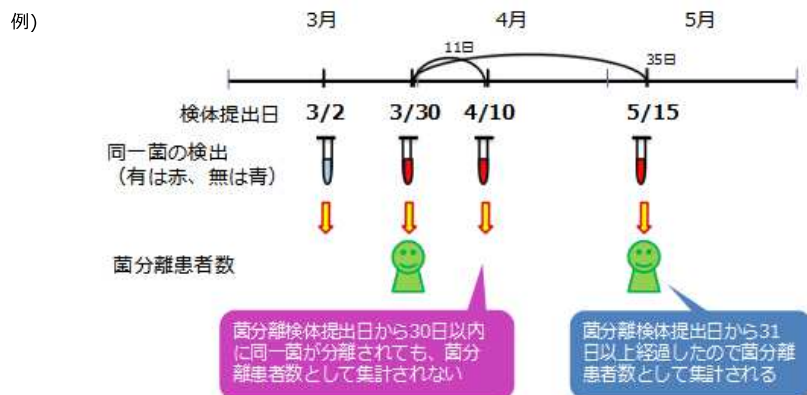 例)
3月 4月 5月
11日
35日
検体提出日 3/2 3/30 4/10 5/15
同一菌の検出
（有は赤、無は青）
菌分離患者数
菌分離検体提出日から30日以内
に同一菌が分離されても、菌分
離患者数として集計されない
菌分離検体提出日から31
日以上経過したので菌分離
患者数として集計される